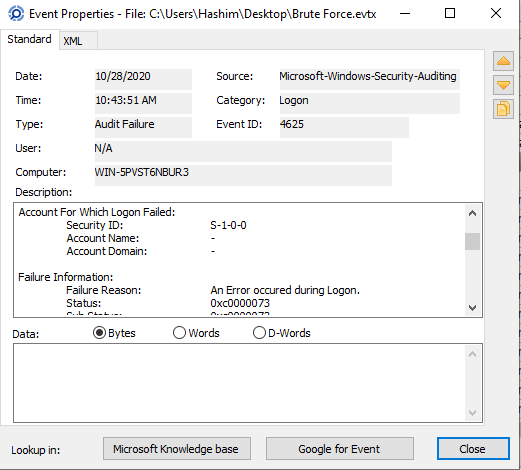 Event Properties - File: C:\Users\Hashim\Desktop\Brute Force.evtx
Standard XML
Date: 10/28/2020 Source: Microsoft-Windows-Security-Auditing
Time: 10:43:51 AM Category: Logon
Type: Audit Failure Event ID: 4625
User: N/A
Computer: WIN-5PVST6NBUR3
Description:
Account For Which Logon Failed:
Security ID: S-1-0-0
Account Name: -
Account Domain: -
Failure Information:
Failure Reason: An Error occured during Logon.
Status: 0xc0000073
Data: Bytes Words D-Words
Lookup in: Microsoft Knowledge base Google for Event Close